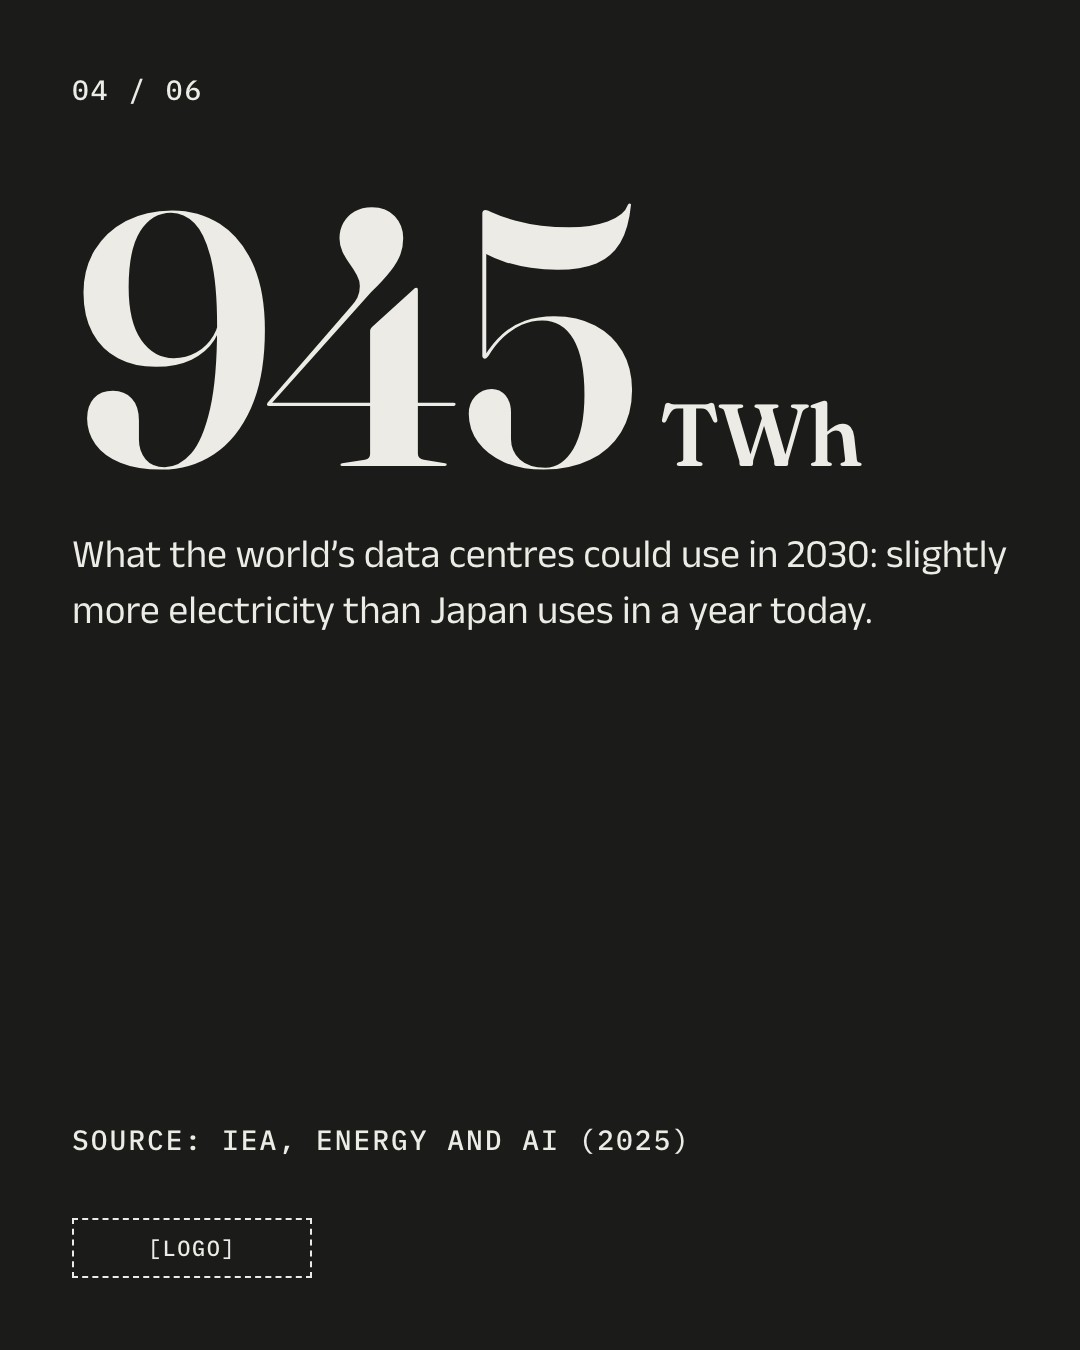 04 / 06
945 TWh
What the world’s data centres could use in 2030: slightly
more electricity than Japan uses in a year today.
SOURCE: IEA, ENERGY AND AI (2025)
[LOGO]